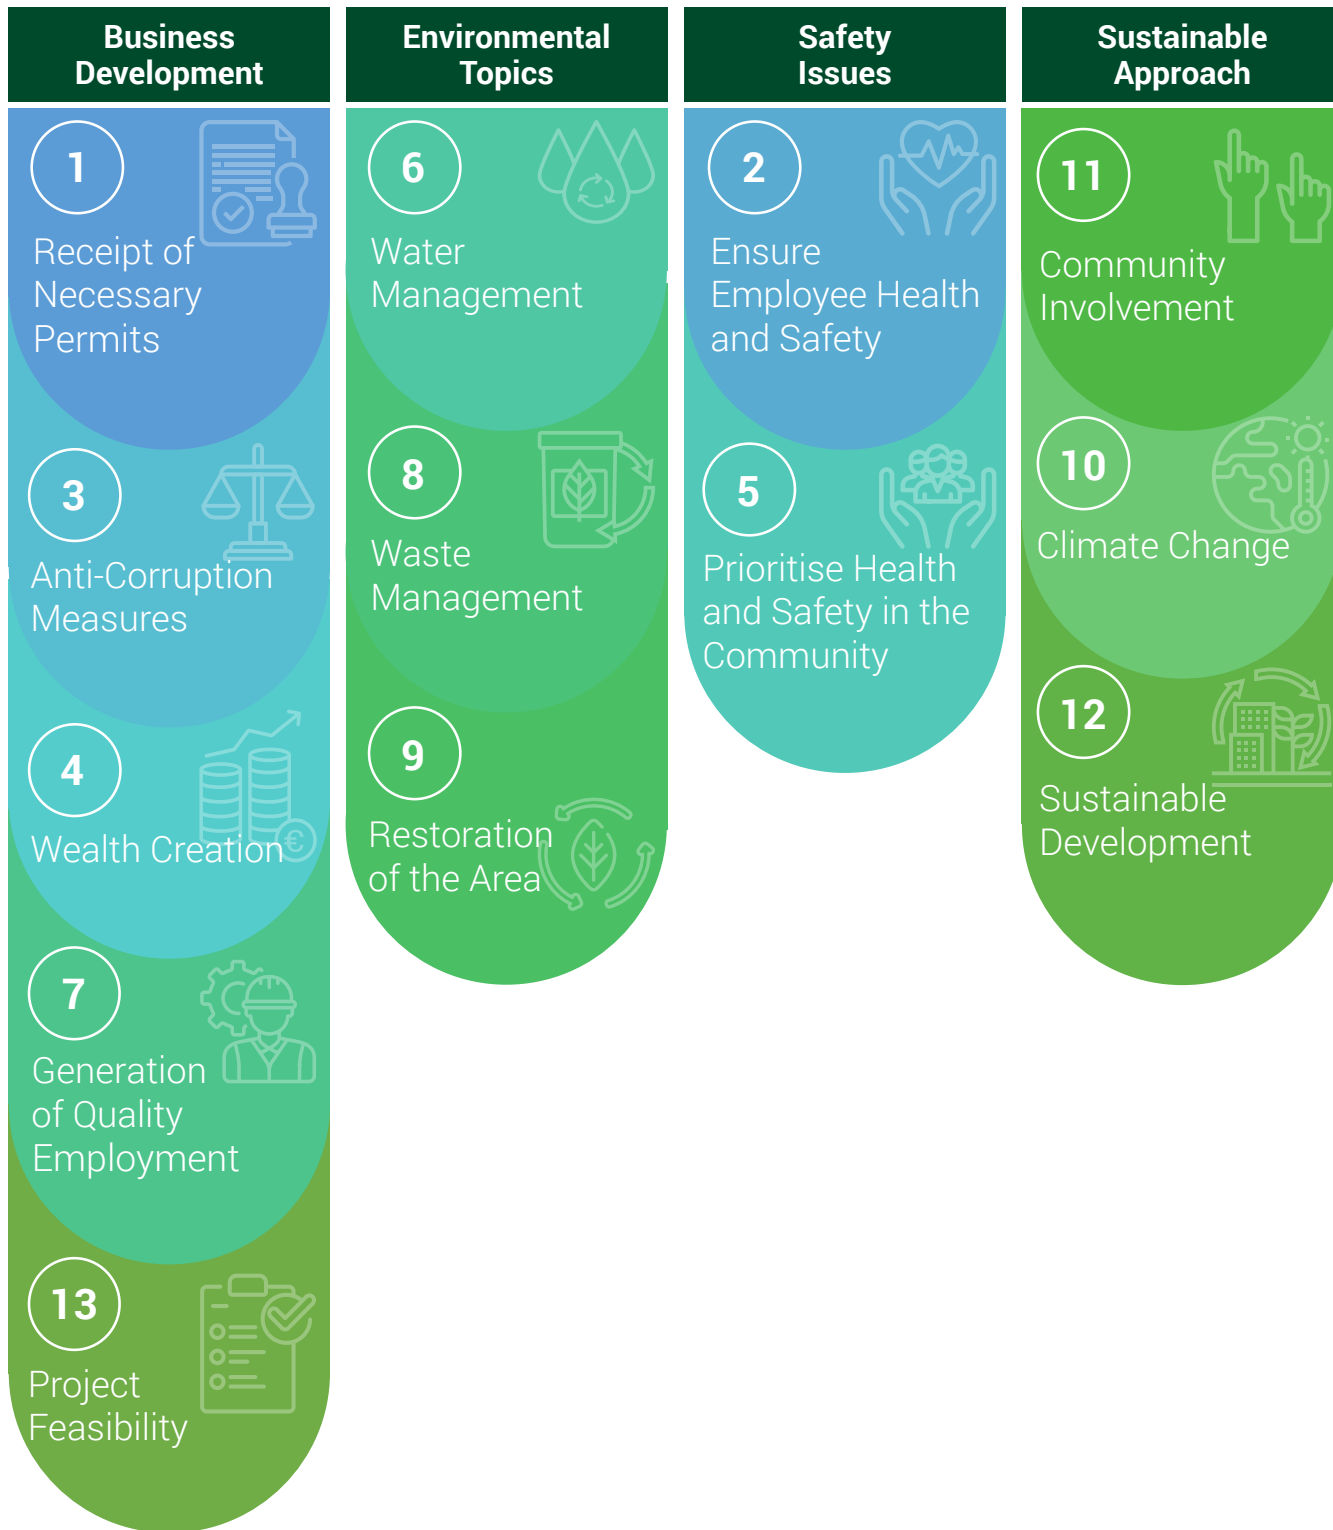 Business
Development
1
Receipt of
Necessary
Permits
3
Anti-Corruption
Measures
4
Wealth Creation
€
7
Generation
of Quality
Employment
13
Project
Feasibility
Environmental
Topics
6
Water
Management
8
Waste
Management
9
Restoration
of the Area
Safety
Issues
2
Ensure
Employee Health
and Safety
5
Prioritise Health
and Safety in the
Community
Sustainable
Approach
11
Community
Involvement
10
Climate Change
12
Sustainable
Development